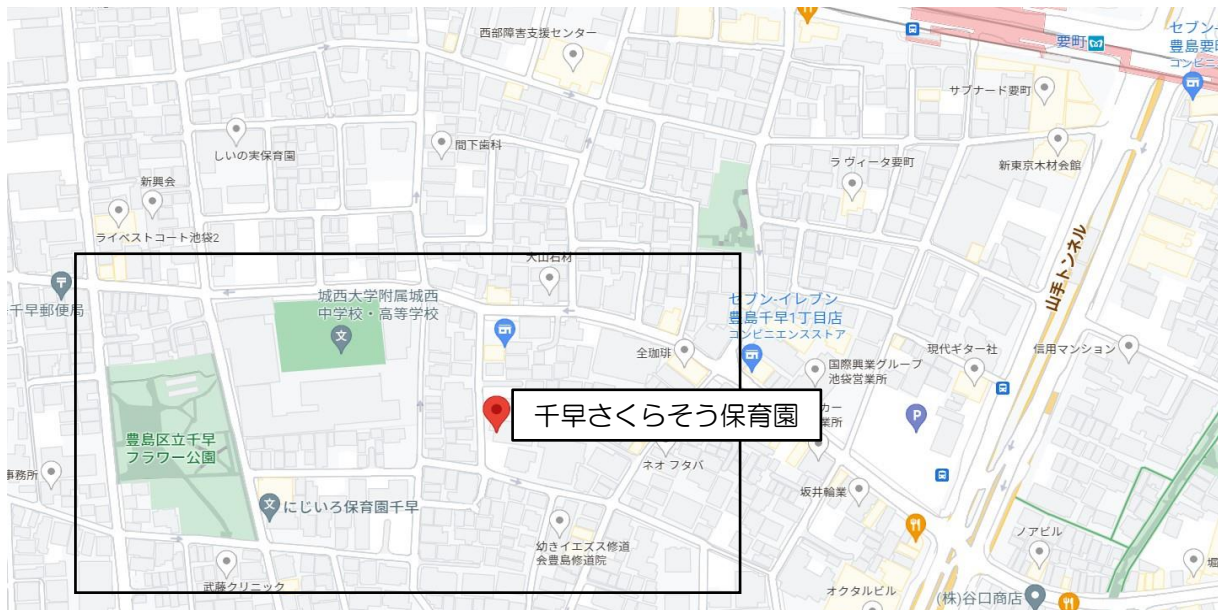 西部障害支援センター
要町
セブン-
豊島要町
コンビニ
サブナード要町
しいの実保育園
間下歯科
ラ ヴィータ要町
新東京木材会館
新興会
ライベストコート池袋2
山手トンネル
大山石材
千早郵便局
城西大学附属城西
中学校・高等学校
セブン-イレブン
豊島千早1丁目店
コンビニエンスストア
全珈琲
国際興業グループ
池袋営業所
現代ギター社
信用マンション
千早さくらそう保育園
カー
業所
P
豊島区立千早
フラワー公園
事務所
ネオ フタバ
坂井輪業
にじいろ保育園千早
幼きイエズス修道
会豊島修道院
ノアビル
武藤クリニック
オクタルビル
(株)谷口商店
堀